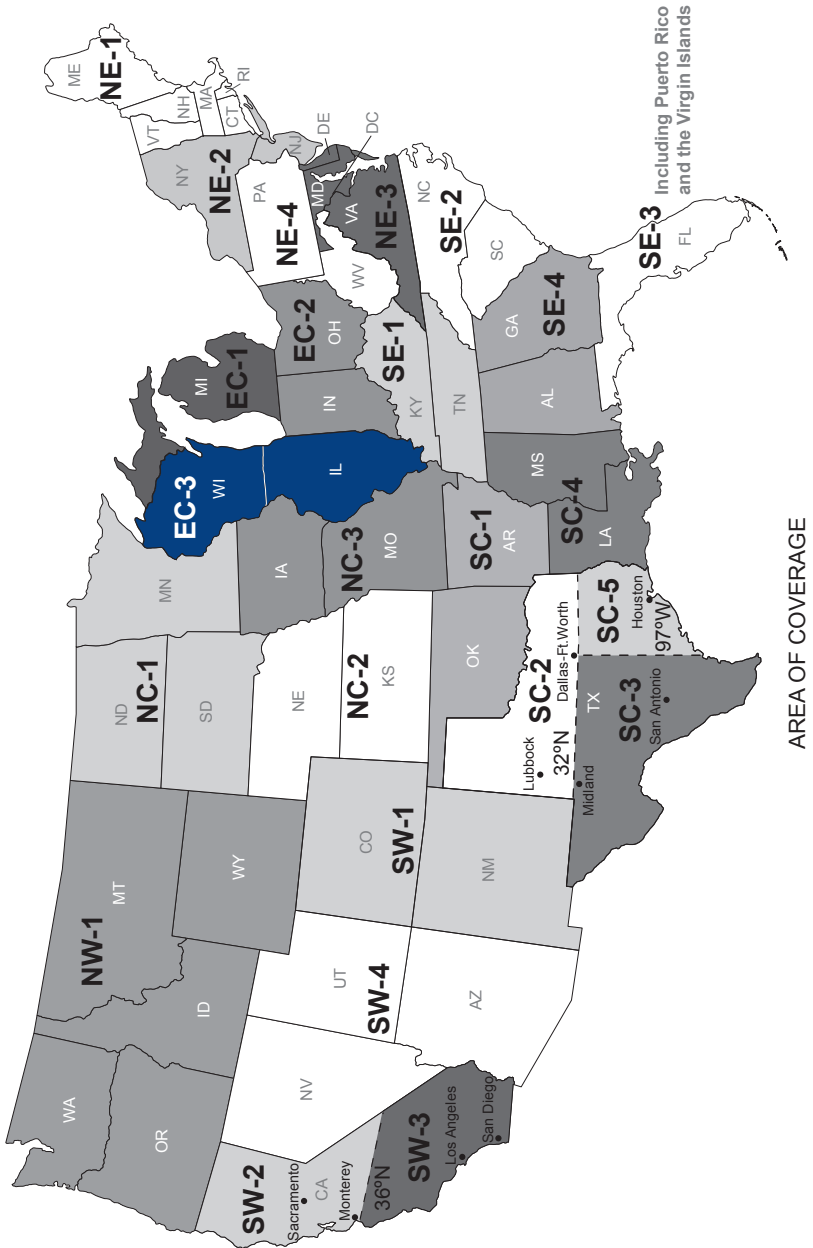 WA
OR
NW-1
MT
ID
WY
ND
NC-1
SD
MN
NE
NC-2
KS
IA
NC-3
MO
EC-3
WI
IL
MI
EC-1
EC-2
OH
IN
ME
NE-1
VT
NH
MA
CT
RI
NY
NE-2
NJ
PA
NE-4
DE
DC
MD
VA
NE-3
WV
KY
SE-1
TN
NC
SE-2
SC
GA
SE-4
AL
SE-3
FL
Including Puerto Rico
and the Virgin Islands
MS
SC-4
LA
SC-1
AR
OK
SC-2
Dallas-Ft.Worth
Lubbock
32ºN
Midland
TX
SC-3
San Antonio
SC-5
Houston
97ºW
CO
SW-1
NM
UT
SW-4
AZ
NV
SW-2
Sacramento
CA
Monterey
36ºN
SW-3
Los Angeles
San Diego
AREA OF COVERAGE